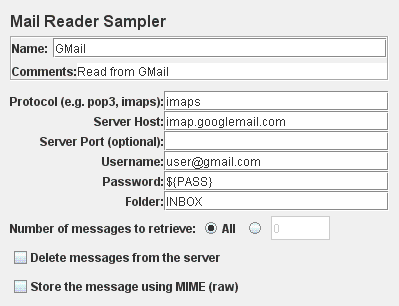 Mail Reader Sampler
Name: GMail
Comments: Read from GMail
Protocol (e.g. pop3, imaps): imaps
Server Host: imap.googlemail.com
Server Port (optional):
Username: user@gmail.com
Password: ${PASS}
Folder: INBOX
Number of messages to retrieve: All 0
Delete messages from the server
Store the message using MIME (raw)